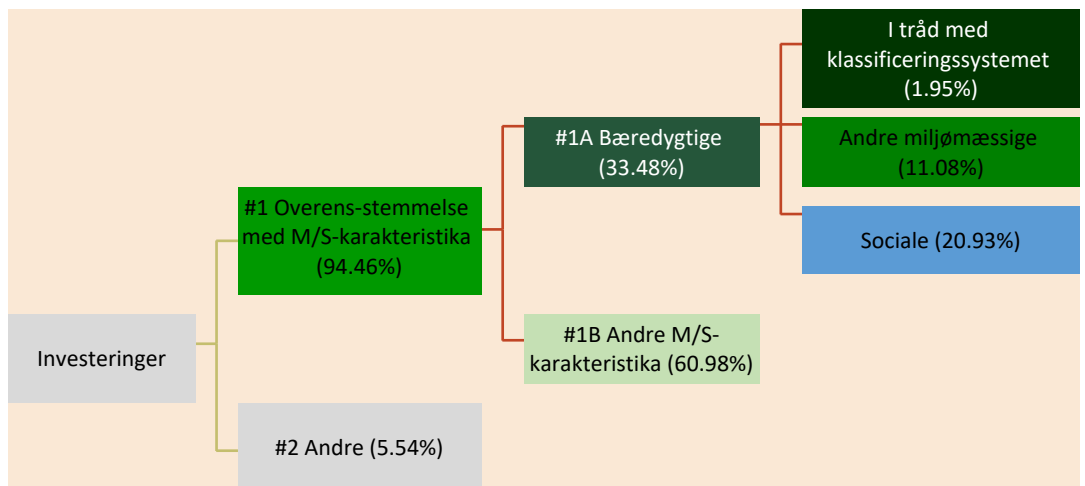 Investeringer
#1 Overens-stemmelse
med M/S-karakteristika
(94.46%)
#2 Andre (5.54%)
#1A Bæredygtige
(33.48%)
#1B Andre M/S-
karakteristika (60.98%)
I tråd med
klassificeringssystemet
(1.95%)
Andre miljømæssige
(11.08%)
Sociale (20.93%)